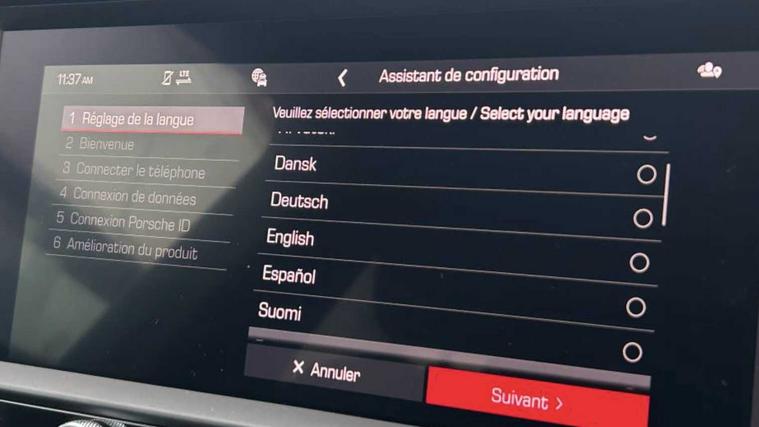 11:37 AM
LTE
Assistant de configuration
1 Réglage de la langue
2 Bienvenue
3 Connecter le téléphone
4 Connexion de données
5 Connexion Porsche ID
6 Amélioration du produit
Veuillez sélectionner votre langue / Select your language
Dansk
Deutsch
English
Español
Suomi
Annuler
Suivant